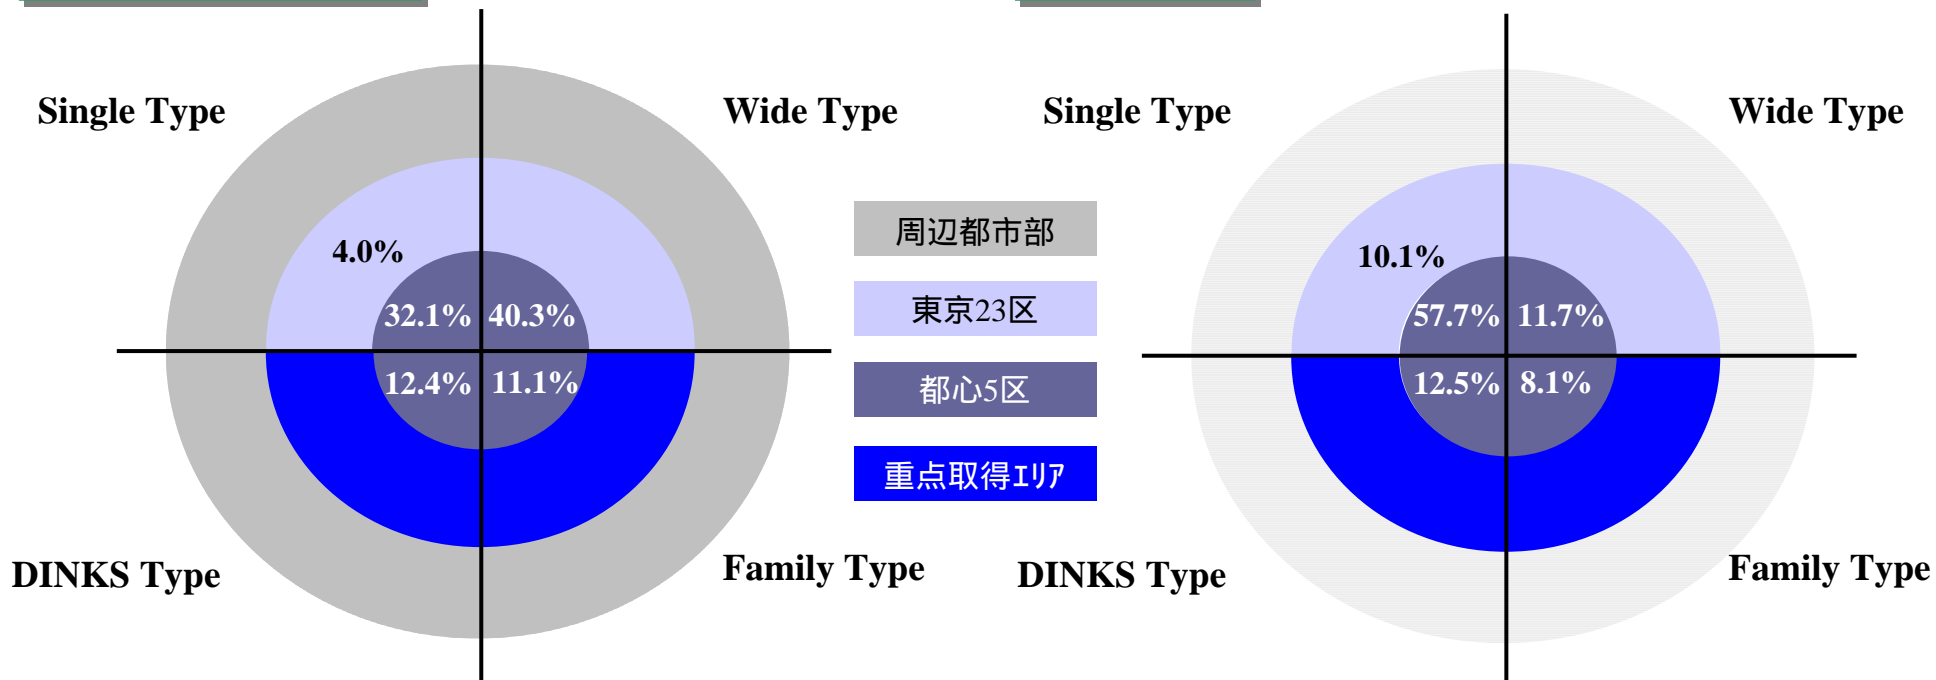 Single Type
Wide Type
4.0%
32.1%
40.3%
12.4%
11.1%
DINKS Type
Family Type
周辺都市部
東京23区
都心5区
重点取得ｴﾘｱ
Single Type
Wide Type
10.1%
57.7%
11.7%
12.5%
8.1%
DINKS Type
Family Type